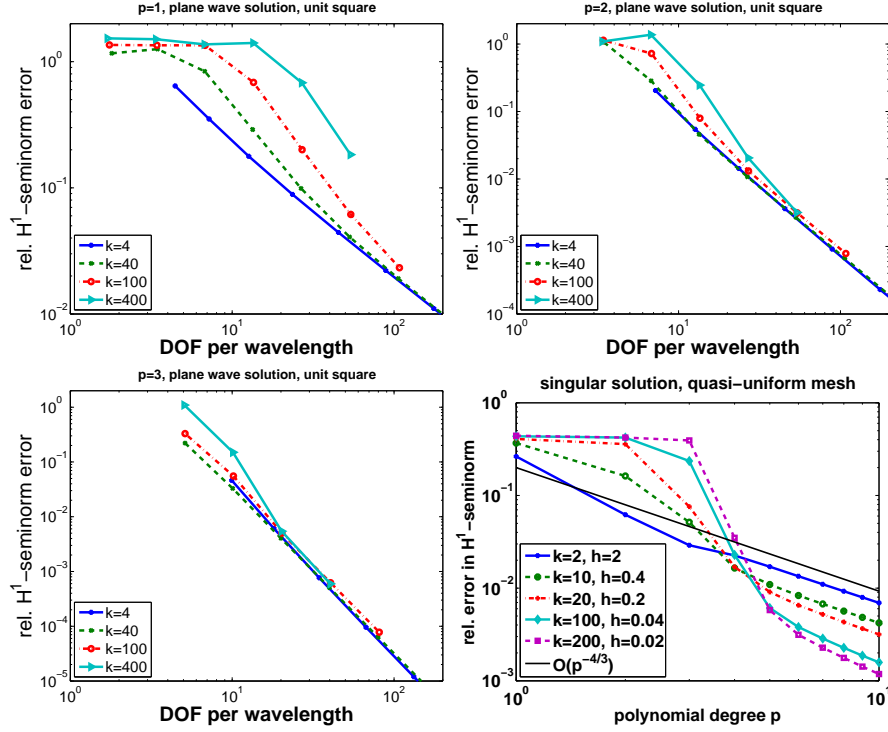 p=1, plane wave solution, unit square
rel. H^1−seminorm error
10^0
10^−1
10^−2
k=4
k=40
k=100
k=400
10^0
10^1
10^2
DOF per wavelength
p=2, plane wave solution, unit square
rel. H^1−seminorm error
10^0
10^−1
10^−2
10^−3
10^−4
k=4
k=40
k=100
k=400
10^0
10^1
10^2
DOF per wavelength
p=3, plane wave solution, unit square
rel. H^1−seminorm error
10^0
10^−1
10^−2
10^−3
10^−4
10^−5
k=4
k=40
k=100
k=400
10^0
10^1
10^2
DOF per wavelength
singular solution, quasi−uniform mesh
rel. error in H^1−seminorm
10^0
10^−1
10^−2
10^−3
k=2, h=2
k=10, h=0.4
k=20, h=0.2
k=100, h=0.04
k=200, h=0.02
O(p^−4/3)
10^0
polynomial degree p